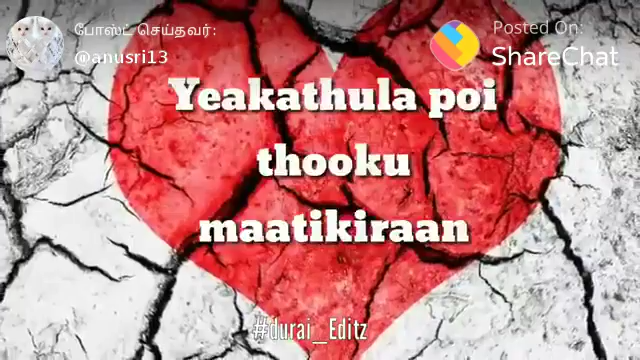 போஸ்ட் செய்தவர்:
@anusri13
Posted On:
ShareChat
Yeakathula poi
thooku
maatikiraan
#durai_Editz